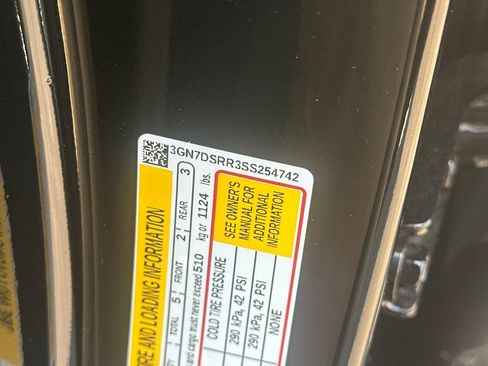 3GN7DSRR3SS254742
RE AND LOADING INFORMATION
TOTAL 5 FRONT 2 REAR 3
and cargo must never exceed 510 kg or 1124 lbs.
COLD TIRE PRESSURE
290 kPa, 42 PSI
290 kPa, 42 PSI
NONE
SEE OWNER'S
MANUAL FOR
ADDITIONAL
INFORMATION